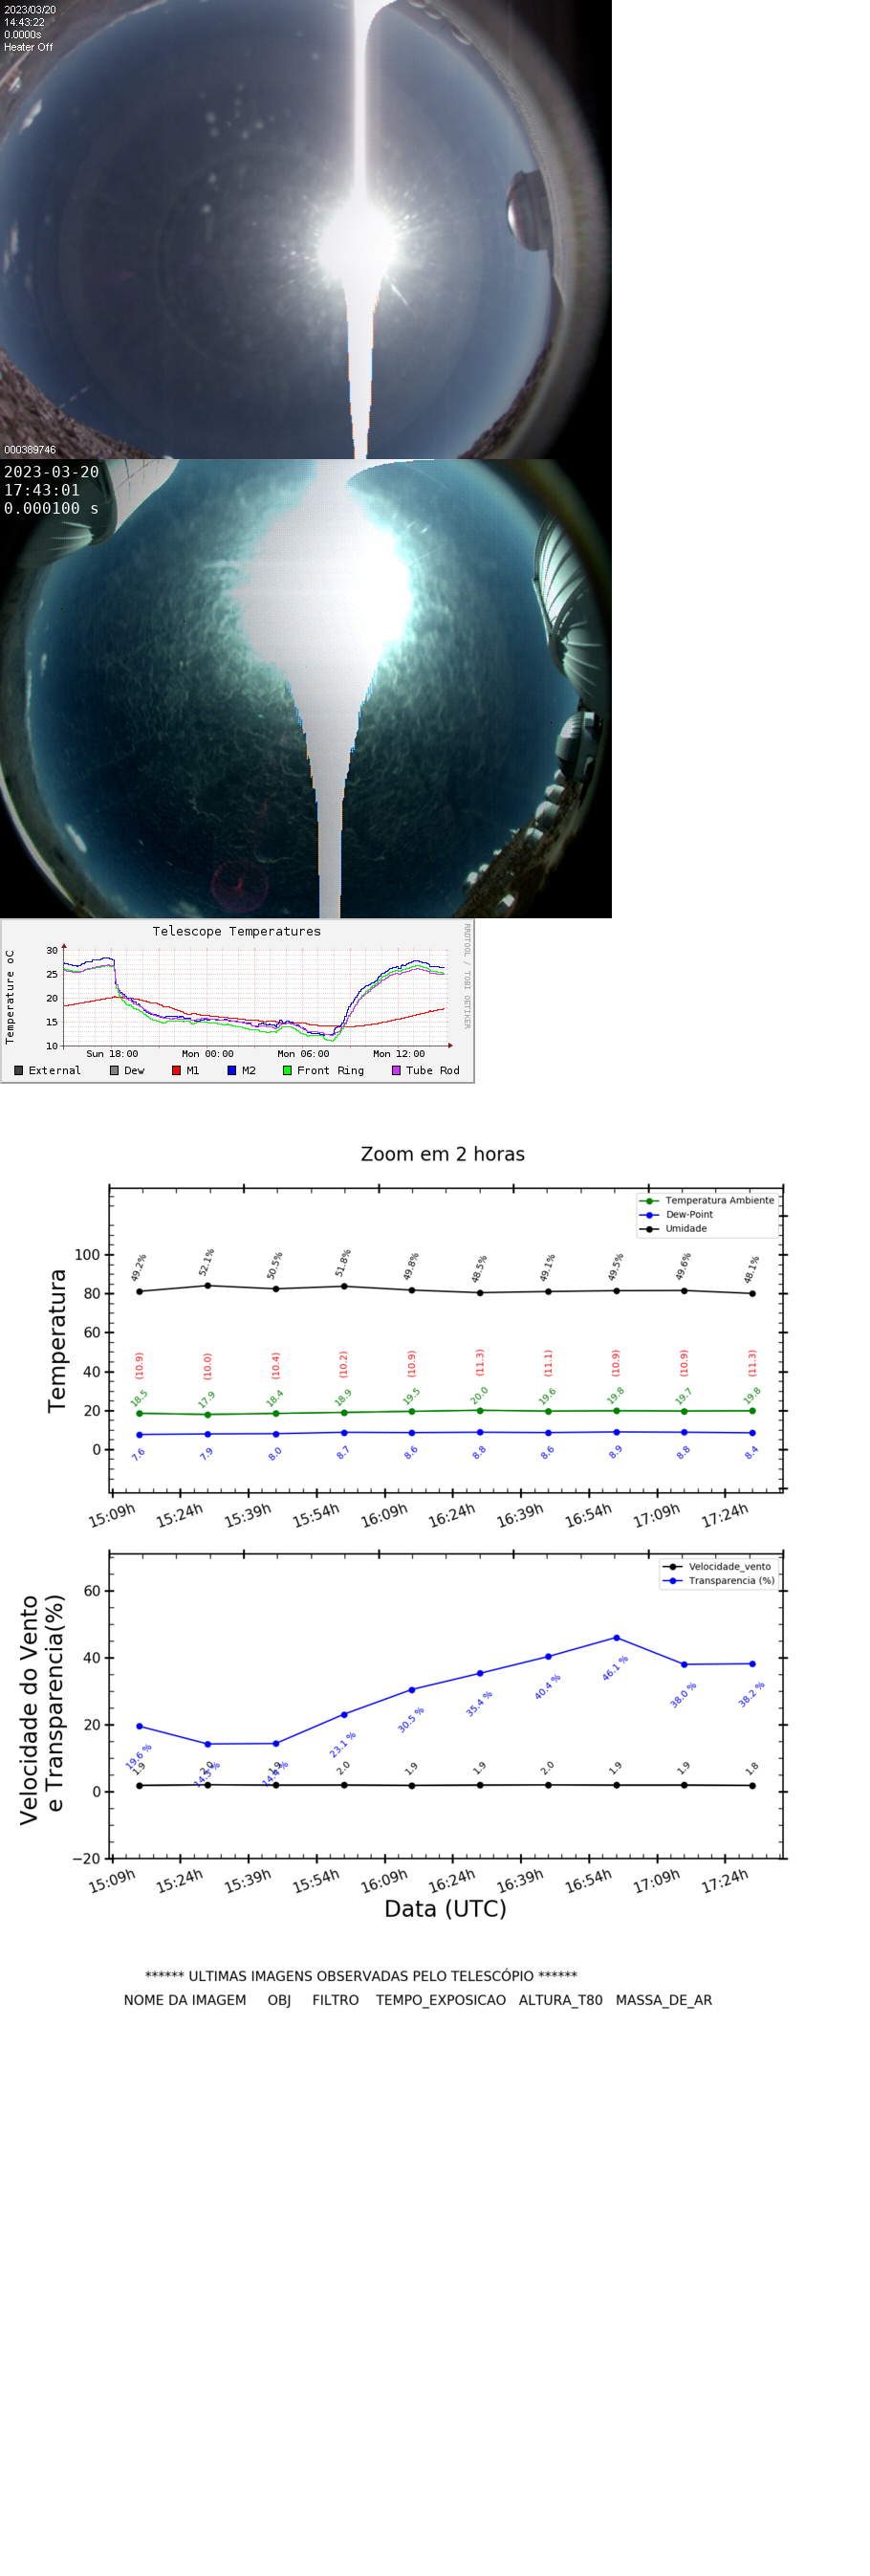 2023/03/20
14:43:22
0.0000s
Heater Off
000389746
2023-03-20
17:43:01
0.000100 s
Telescope Temperatures
RRDTOOL / TOBI OETIKER
Temperature oC
30
25
20
15
10
Sun 18:00 Mon 00:00 Mon 06:00 Mon 12:00
External Dew M1 M2 Front Ring Tube Rod
Zoom em 2 horas
Temperatura
Temperatura Ambiente
Dew-Point
Umidade
100
80
60
40
20
0
49.2% 52.1% 50.5% 51.8% 49.8% 48.5% 49.1% 49.5% 49.6% 48.1%
(10.9) (10.0) (10.4) (10.2) (10.9) (11.3) (11.1) (10.9) (10.9) (11.3)
18.5 17.9 18.4 18.9 19.5 20.0 19.6 19.8 19.7 19.8
7.6 7.9 8.0 8.7 8.6 8.8 8.6 8.9 8.8 8.4
15:09h 15:24h 15:39h 15:54h 16:09h 16:24h 16:39h 16:54h 17:09h 17:24h
Velocidade do Vento
e Transparencia(%)
Velocidade_vento
Transparencia (%)
60
40
20
0
−20
19.6 % 14.3 % 14.4 % 23.1 % 30.5 % 35.4 % 40.4 % 46.1 % 38.0 % 38.2 %
1.9 2.0 1.9 2.0 1.9 1.9 2.0 1.9 1.9 1.8
15:09h 15:24h 15:39h 15:54h 16:09h 16:24h 16:39h 16:54h 17:09h 17:24h
Data (UTC)
****** ULTIMAS IMAGENS OBSERVADAS PELO TELESCÓPIO ******
NOME DA IMAGEM OBJ FILTRO TEMPO_EXPOSICAO ALTURA_T80 MASSA_DE_AR